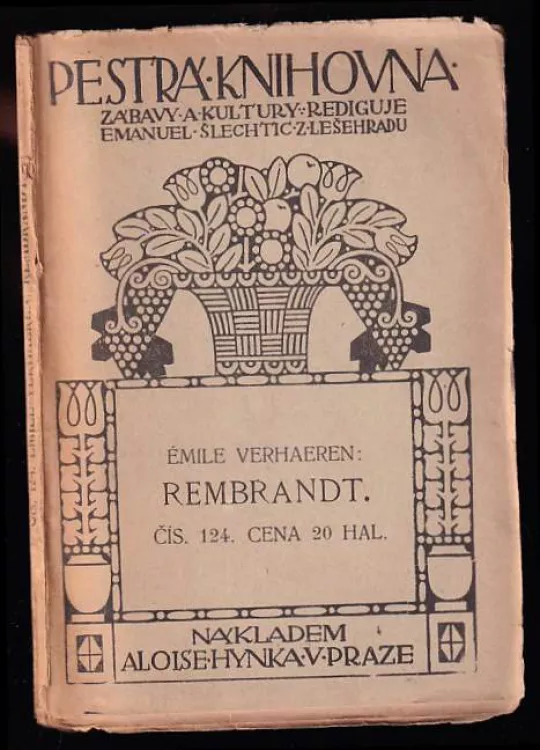 PESTRÁ·KNIHOVNA·
ZÁBAVY·A·KULTURY·:·REDIGUJE
EMANUEL·ŠLECHTIC·Z·LEŠEHRADU
ÉMILE VERHAEREN:
REMBRANDT.
ČÍS. 124. CENA 20 HAL.
NÁKLADEM
ALOISE·HYNKA·V·PRAZE